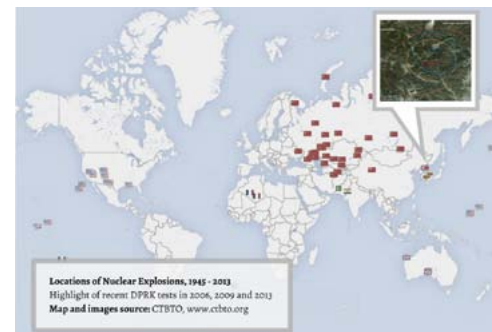 Locations of Nuclear Explosions, 1945 - 2013
Highlight of recent DPRK tests in 2006, 2009 and 2013
Map and images source: CTBTO, www.ctbto.org